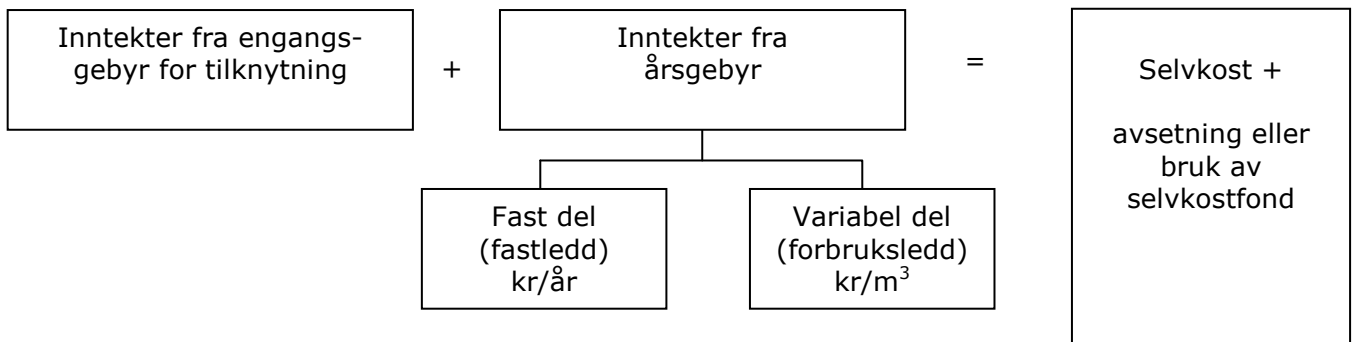 Inntekter fra engangs-
gebyr for tilknytning
+
Inntekter fra
årsgebyr
=
Selvkost +
avsetning eller
bruk av
selvkostfond
Fast del
(fastledd)
kr/år
Variabel del
(forbruksledd)
kr/m³